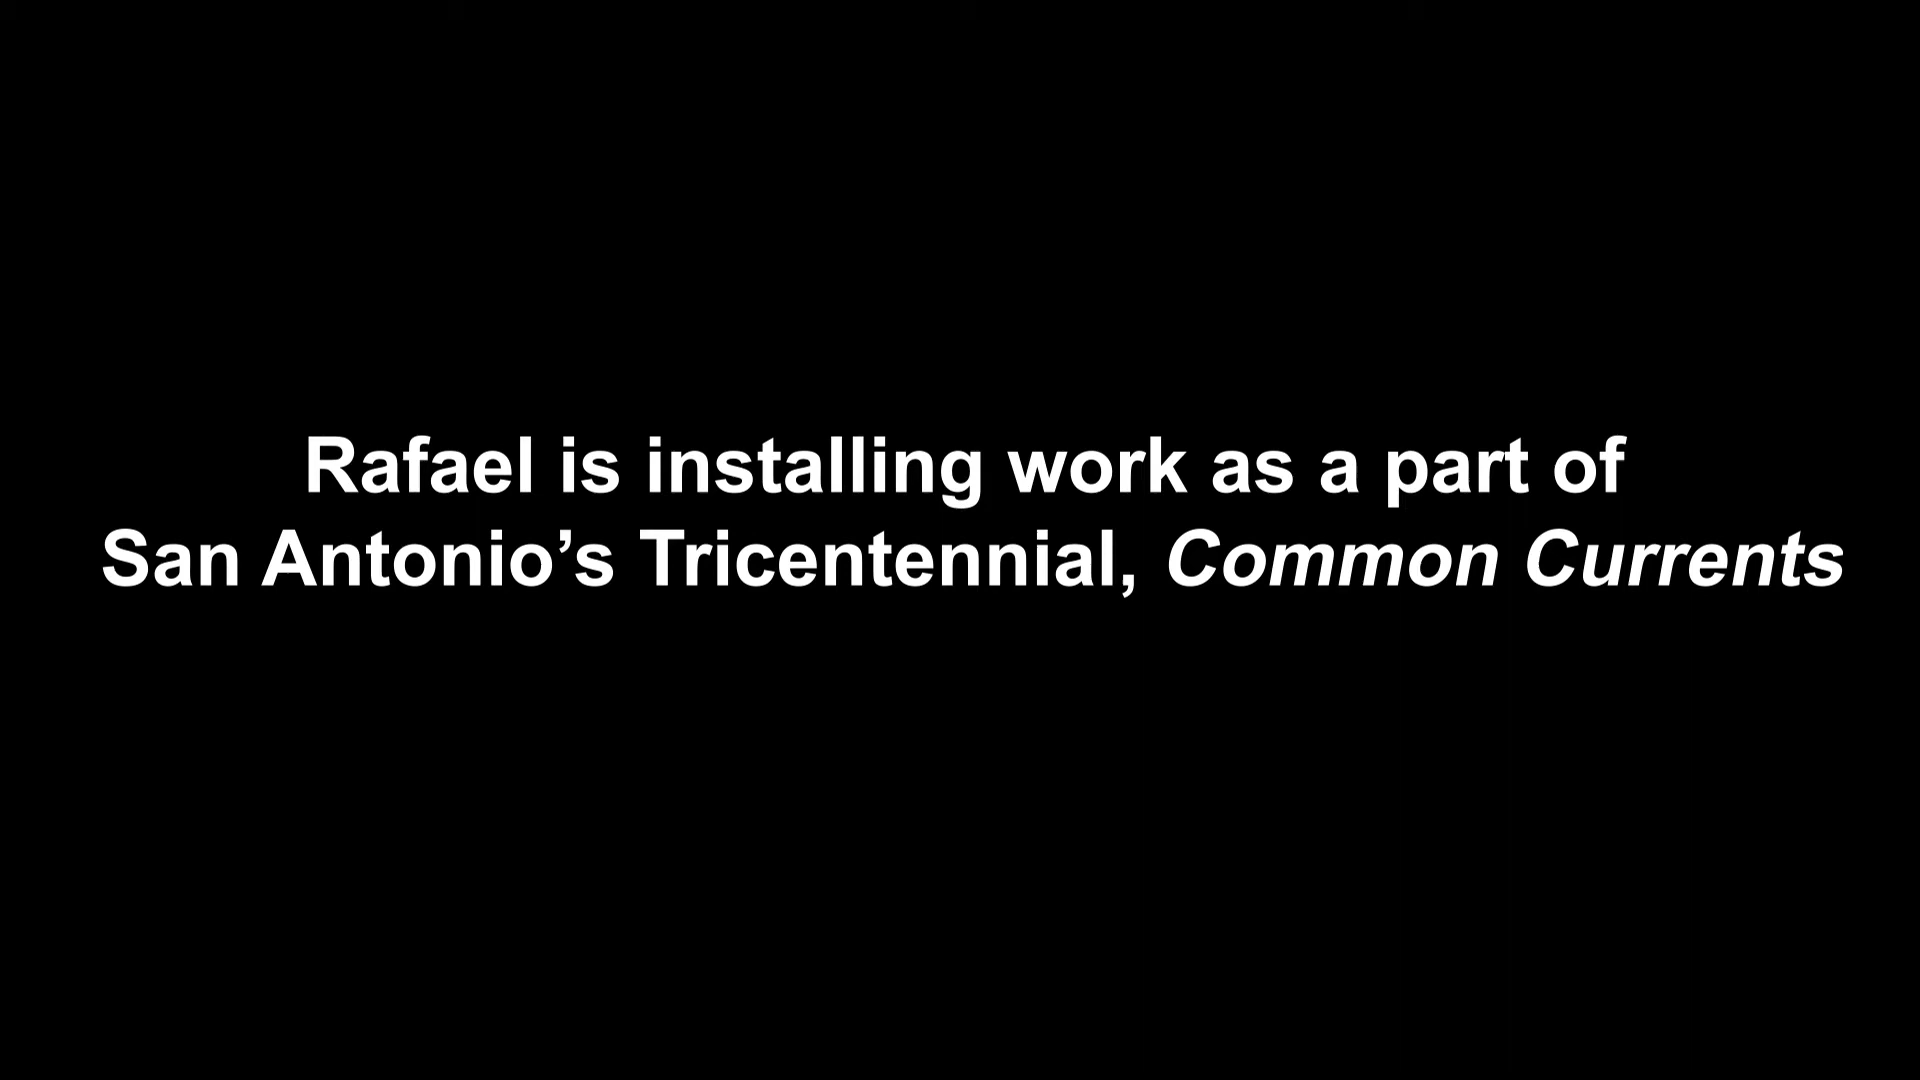 Rafael is installing work as a part of
San Antonio’s Tricentennial, Common Currents